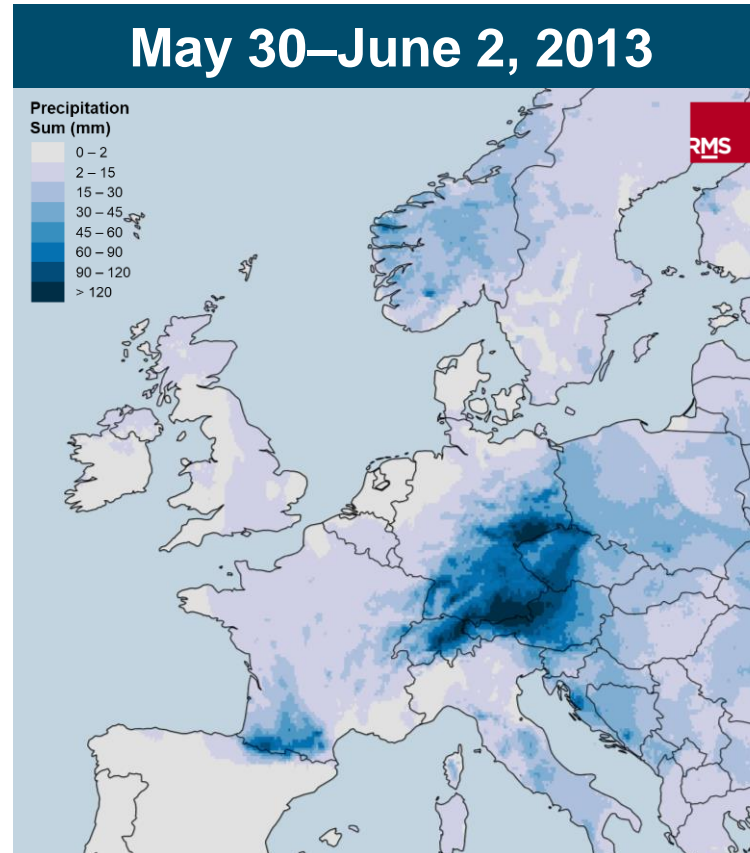 May 30–June 2, 2013
Precipitation
Sum (mm)
0 – 2
2 – 15
15 – 30
30 – 45
45 – 60
60 – 90
90 – 120
> 120
RMS